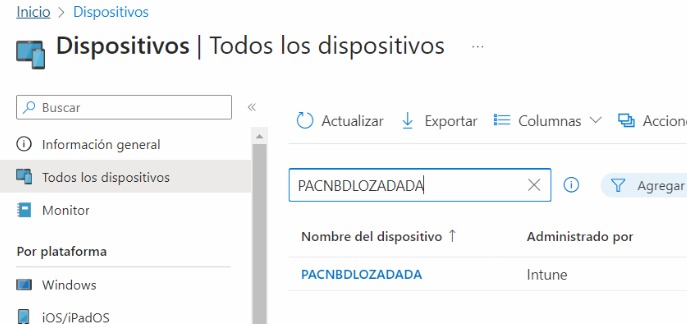 Inicio > Dispositivos
Dispositivos | Todos los dispositivos ...
Buscar
«
Información general
Todos los dispositivos
Monitor
Por plataforma
Windows
iOS/iPadOS
Actualizar Exportar Columnas Accione
PACNBDLOZADADA Agregar
Nombre del dispositivo ↑ Administrado por
PACNBDLOZADADA Intune